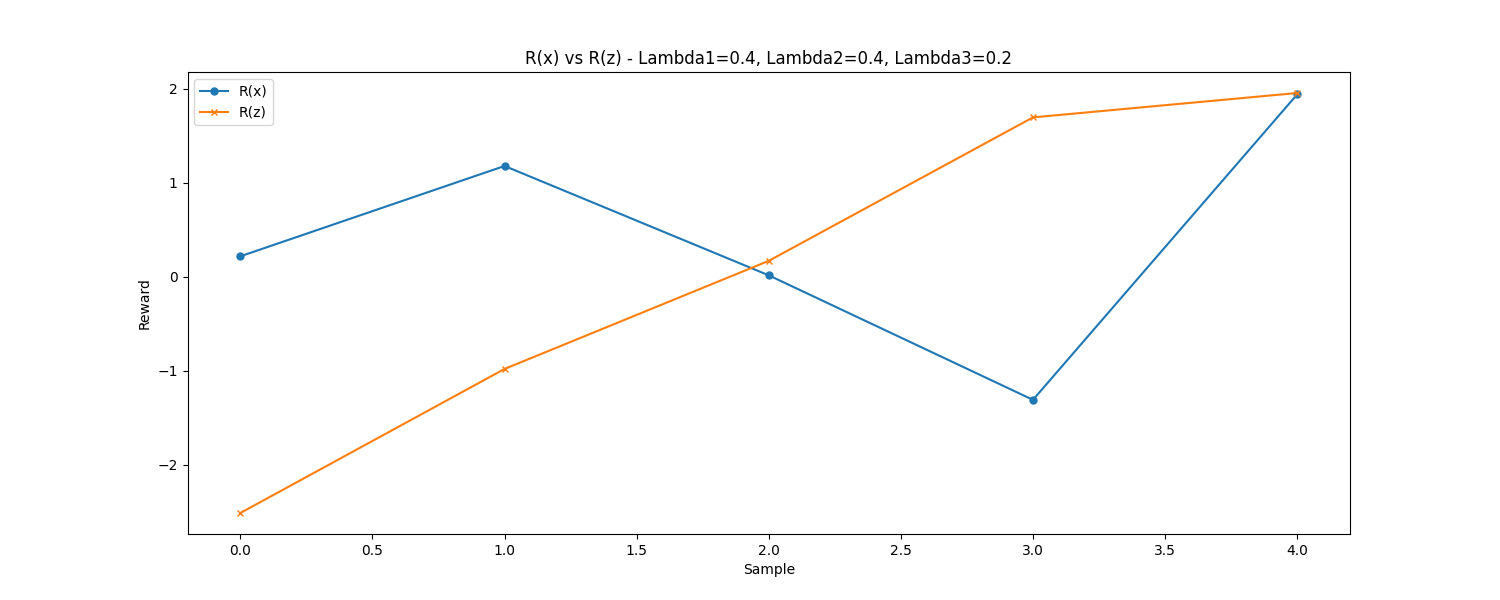 R(x) vs R(z) - Lambda1=0.4, Lambda2=0.4, Lambda3=0.2
R(x)
R(z)
2
1
0
−1
−2
Reward
0.0 0.5 1.0 1.5 2.0 2.5 3.0 3.5 4.0
Sample